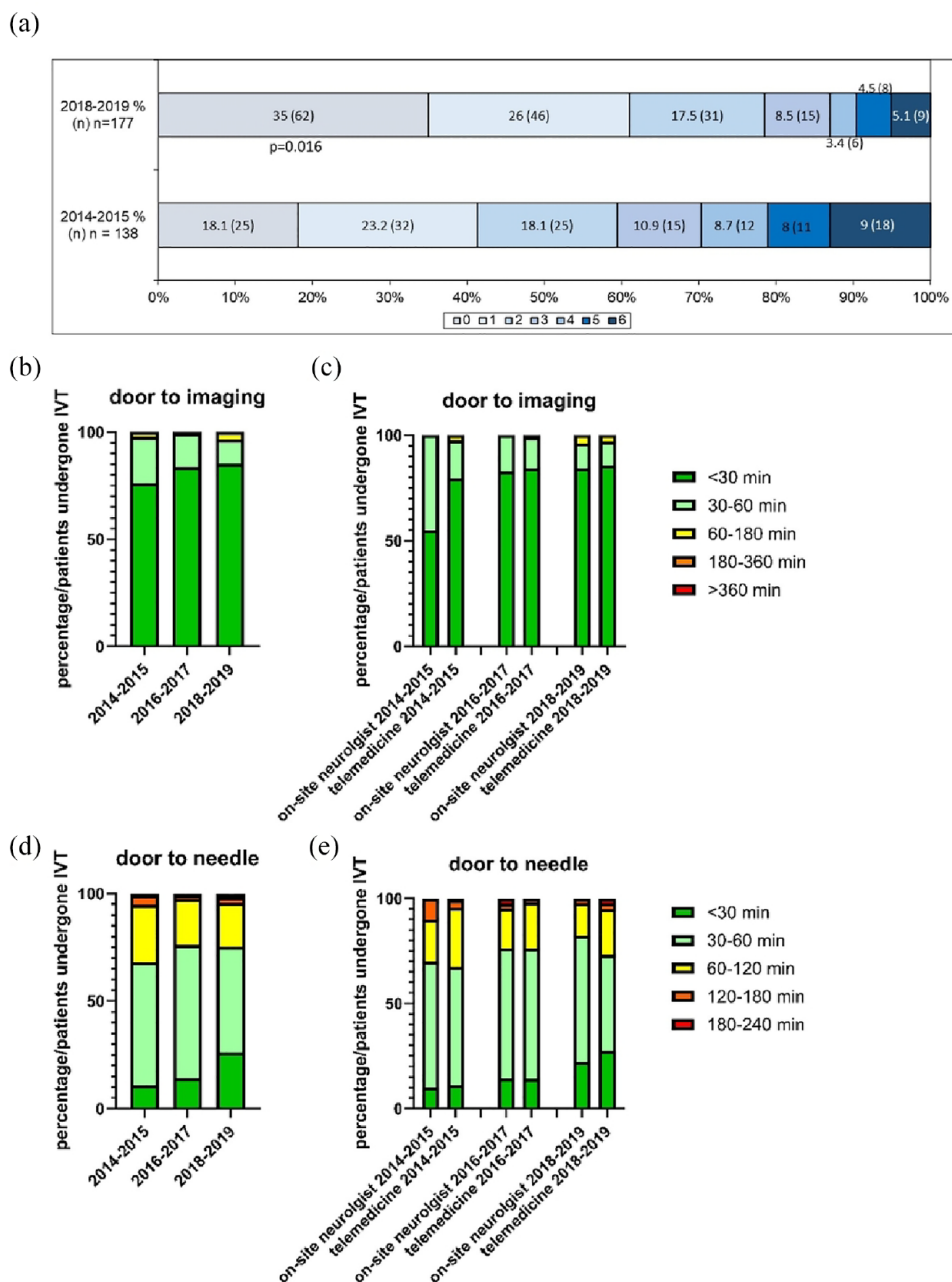 (a)
2018-2019 %
(n) n=177
35 (62)
26 (46)
17.5 (31)
8.5 (15)
3.4 (6)
4.5 (8)
5.1 (9)
p=0.016
2014-2015 %
(n) n = 138
18.1 (25)
23.2 (32)
18.1 (25)
10.9 (15)
8.7 (12
8 (11
9 (18)
0% 10% 20% 30% 40% 50% 60% 70% 80% 90% 100%
0 1 2 3 4 5 6
(b)
door to imaging
percentage/patients undergone IVT
100
50
0
2014-2015
2016-2017
2018-2019
(c)
door to imaging
percentage/patients undergone IVT
100
50
0
on-site neurolgist 2014-2015
telemedicine 2014-2015
on-site neurolgist 2016-2017
telemedicine 2016-2017
on-site neurolgist 2018-2019
telemedicine 2018-2019
<30 min
30-60 min
60-180 min
180-360 min
>360 min
(d)
door to needle
percentage/patients undergone IVT
100
50
0
2014-2015
2016-2017
2018-2019
(e)
door to needle
percentage/patients undergone IVT
100
50
0
on-site neurolgist 2014-2015
telemedicine 2014-2015
on-site neurolgist 2016-2017
telemedicine 2016-2017
on-site neurolgist 2018-2019
telemedicine 2018-2019
<30 min
30-60 min
60-120 min
120-180 min
180-240 min